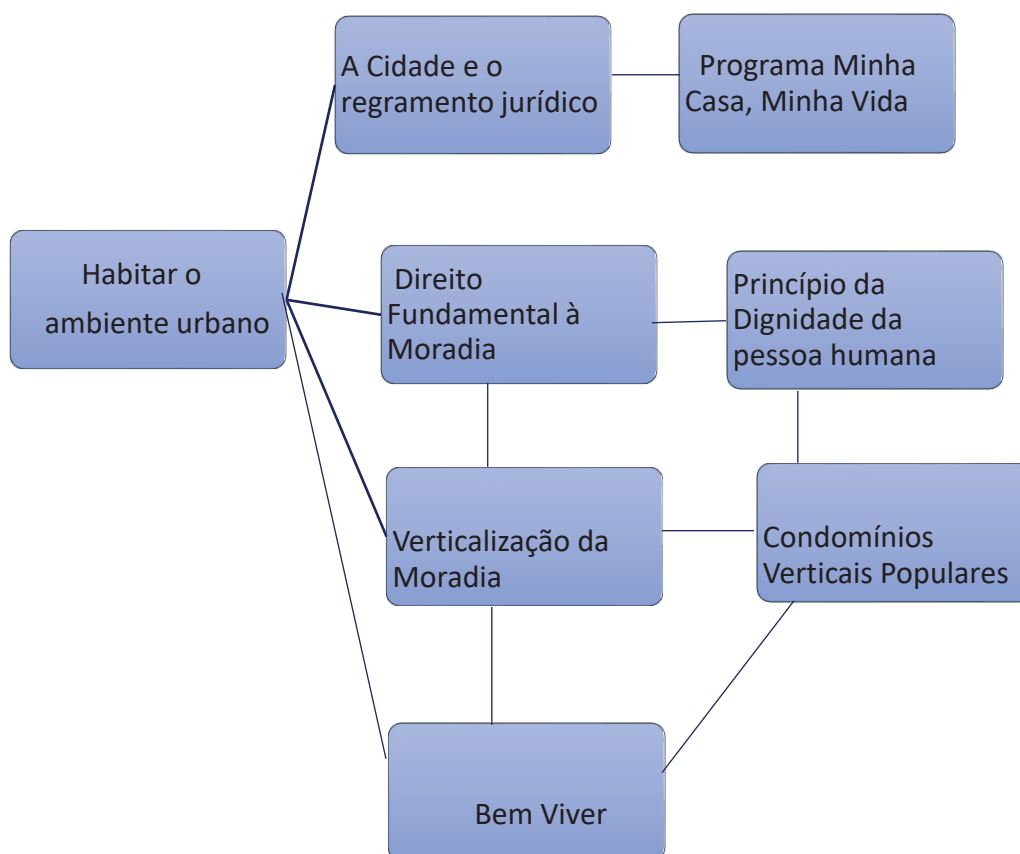 A Cidade e o
regramento jurídico
Programa Minha
Casa, Minha Vida
Habitar o
ambiente urbano
Direito
Fundamental à
Moradia
Princípio da
Dignidade da
pessoa humana
Verticalização da
Moradia
Condomínios
Verticais Populares
Bem Viver